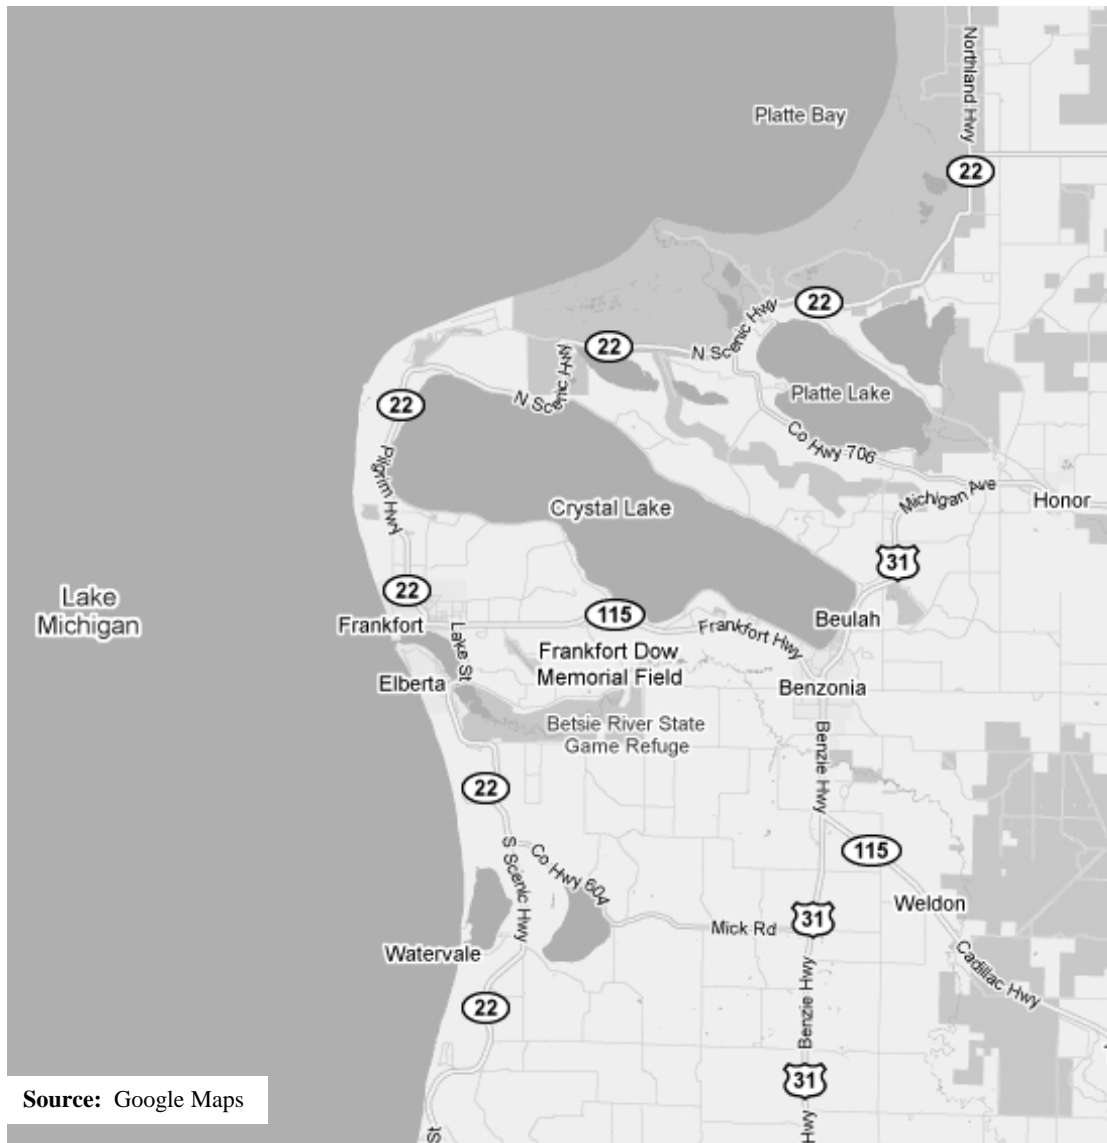 Northland Hwy
Platte Bay
22
22
N Scenic Hwy
22
N Scenic Hwy
22
Platte Lake
Co Hwy 706
Pilgrim Hwy
Michigan Ave
Honor
Crystal Lake
31
22
Lake
Michigan
115
Beulah
Frankfort
Frankfort Hwy
Lake St
Frankfort Dow
Memorial Field
Elberta
Benzonia
Betsie River State
Game Refuge
Benzie Hwy
22
115
S Scenic Hwy
Co Hwy 604
Weldon
31
Mick Rd
Watervale
Cadillac Hwy
Benzie Hwy
22
31
Source: Google Maps
Hwy
St